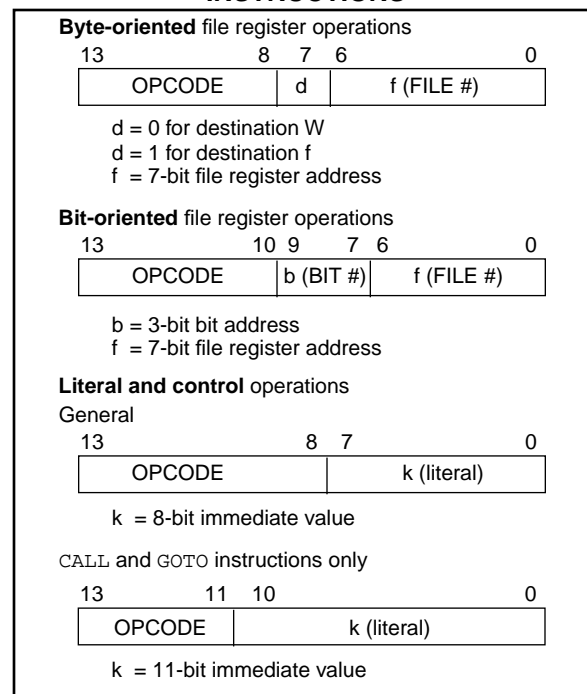 Byte-oriented file register operations
13 8 7 6 0
OPCODE d f (FILE #)
d = 0 for destination W
d = 1 for destination f
f = 7-bit file register address
Bit-oriented file register operations
13 10 9 7 6 0
OPCODE b (BIT #) f (FILE #)
b = 3-bit bit address
f = 7-bit file register address
Literal and control operations
General
13 8 7 0
OPCODE k (literal)
k = 8-bit immediate value
CALL and GOTO instructions only
13 11 10 0
OPCODE k (literal)
k = 11-bit immediate value